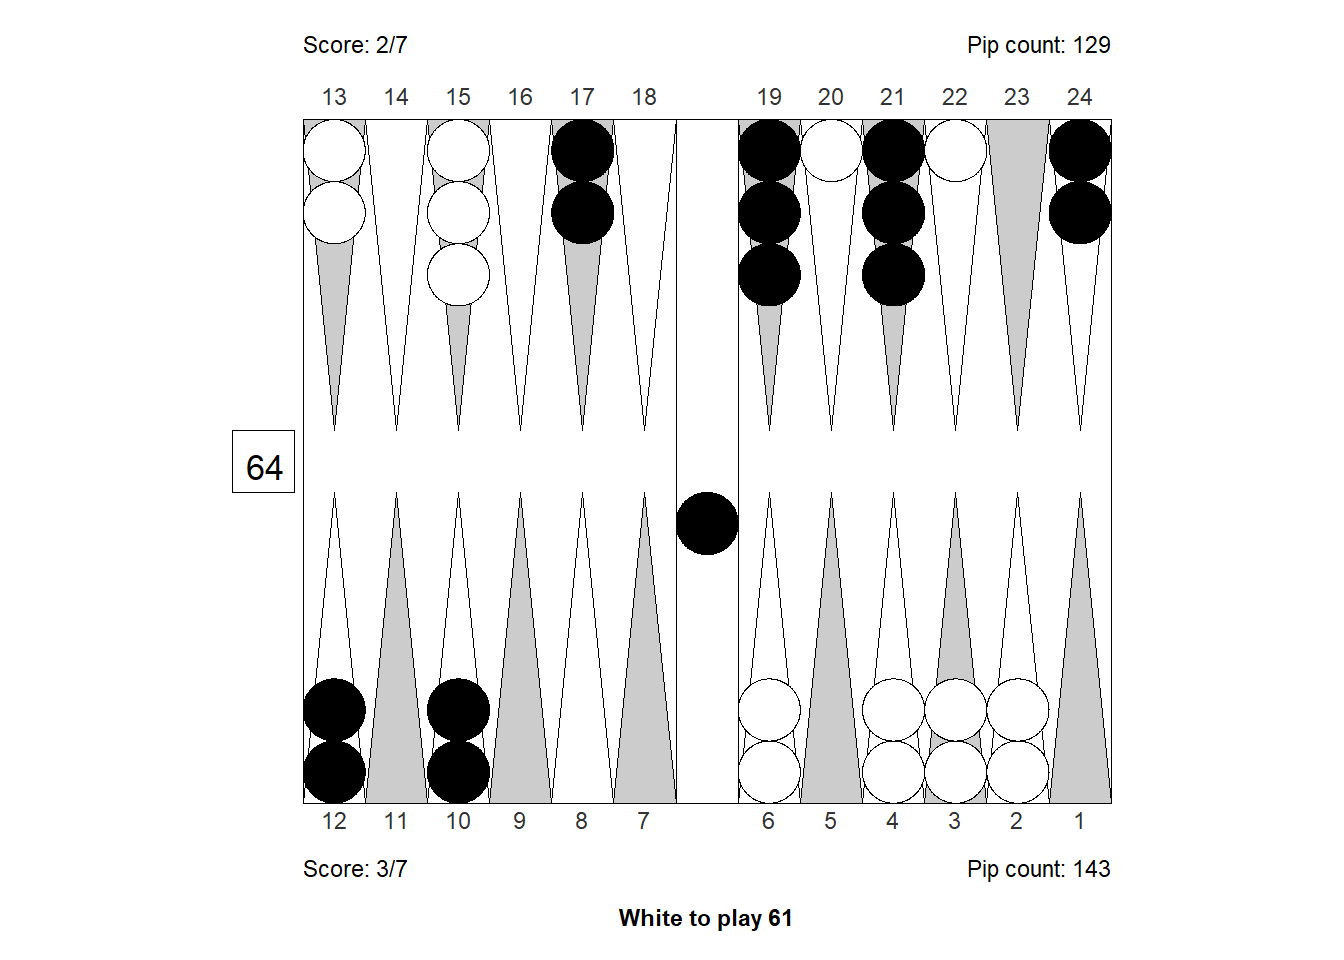 Score: 2/7 Pip count: 129
13 14 15 16 17 18 19 20 21 22 23 24
64
12 11 10 9 8 7 6 5 4 3 2 1
Score: 3/7 Pip count: 143
White to play 61